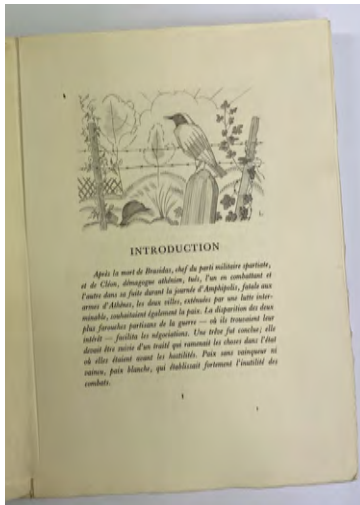 INTRODUCTION
Après la mort de Brasidas, chef du parti militaire spartiate,
et de Cléon, démagogue athénien, tués, l'un en combattant et
l'autre dans sa fuite durant la journée d'Amphipolis, fatale aux
armes d'Athènes, les deux villes, exténuées par une lutte inter-
minable, souhaitaient également la paix. La disparition des deux
plus farouches partisans de la guerre — où ils trouvaient leur
intérêt — facilita les négociations. Une trêve fut conclue; elle
devait être suivie d'un traité qui ramenait les choses dans l'état
où elles étaient avant les hostilités. Paix sans vainqueur ni
vaincu, paix blanche, qui établissait fortement l'inutilité des
combats.